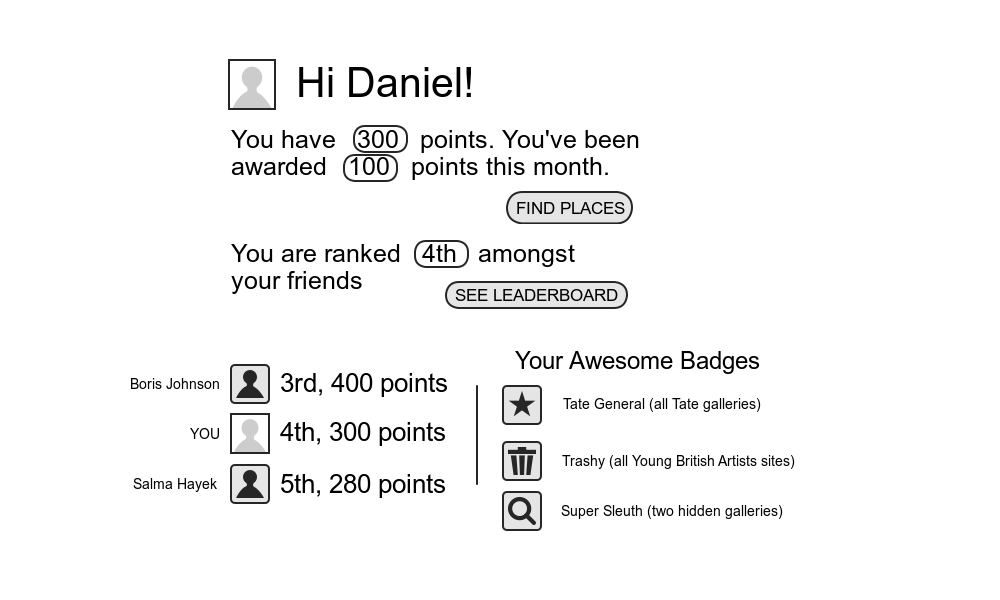 Hi Daniel!
You have 300 points. You've been
awarded 100 points this month.
FIND PLACES
You are ranked 4th amongst
your friends
SEE LEADERBOARD
Boris Johnson 3rd, 400 points
YOU 4th, 300 points
Salma Hayek 5th, 280 points
Your Awesome Badges
Tate General (all Tate galleries)
Trashy (all Young British Artists sites)
Super Sleuth (two hidden galleries)